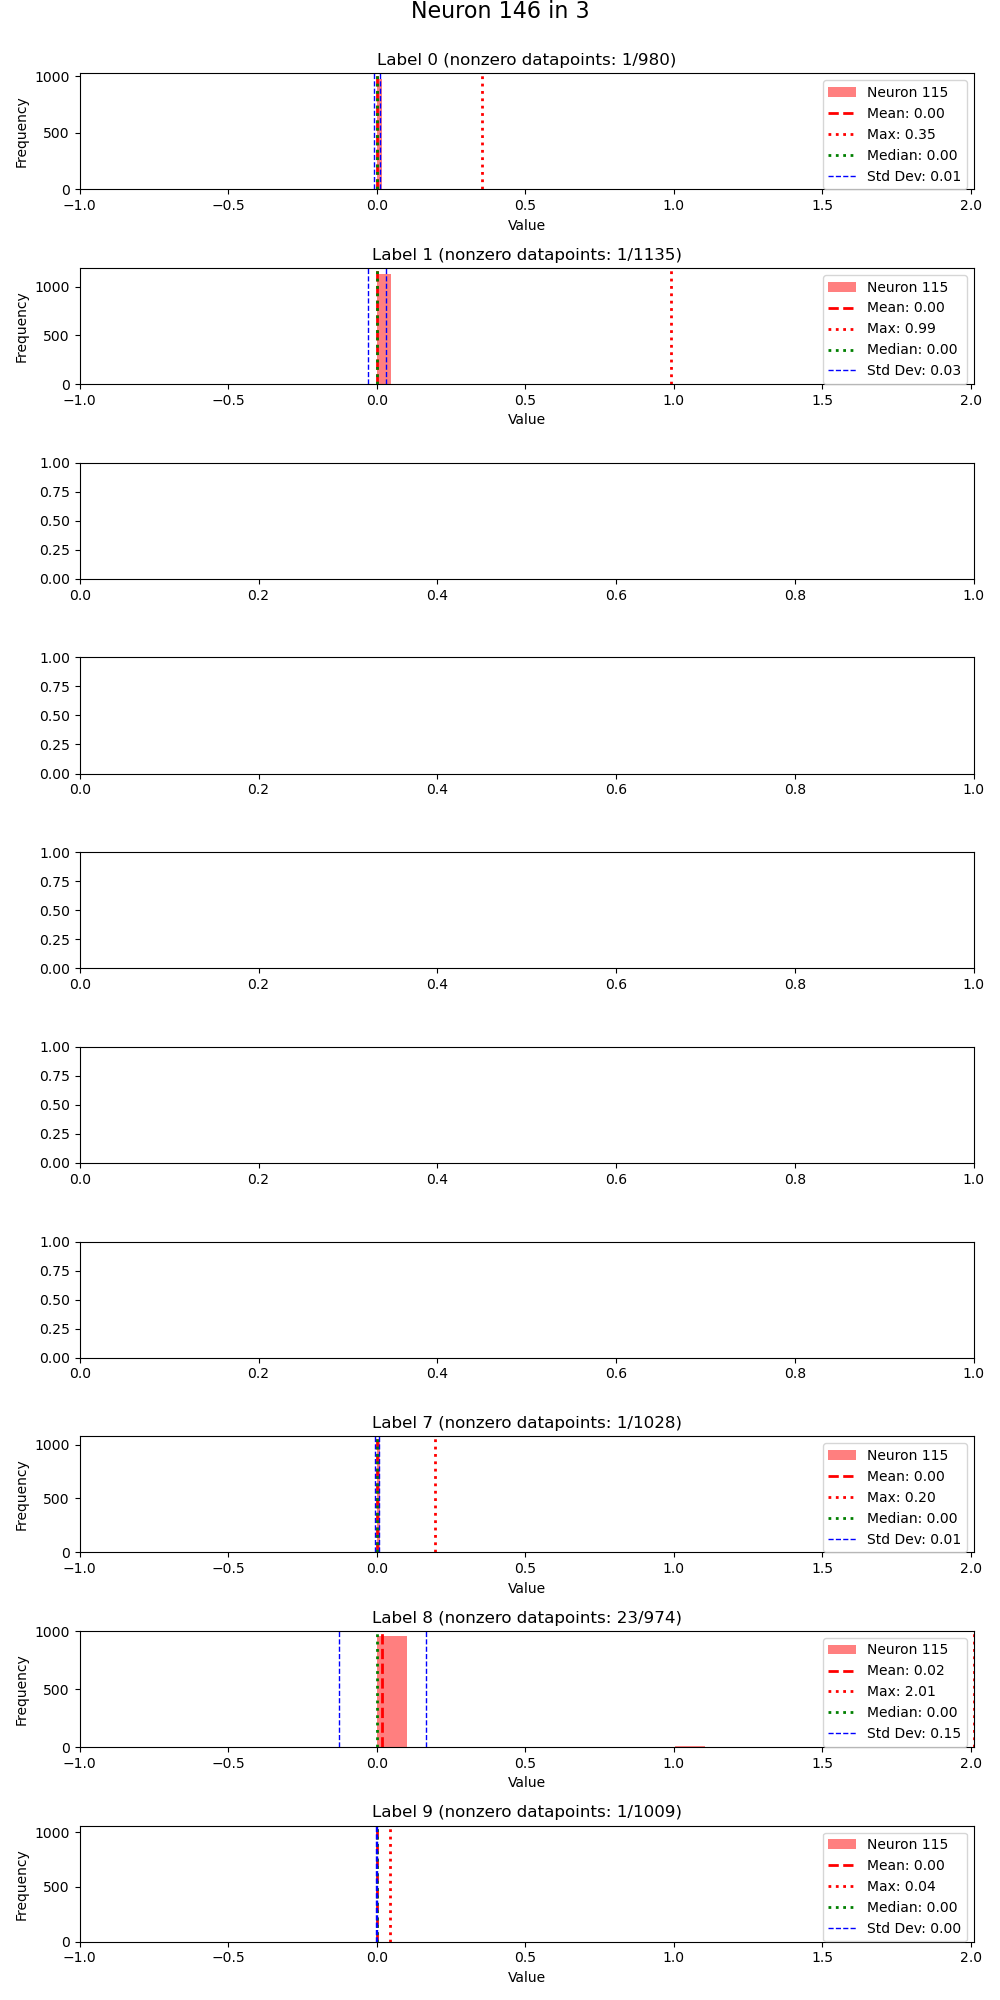 Neuron 146 in 3
Label 0 (nonzero datapoints: 1/980)
1000
500
0
Frequency
Neuron 115
Mean: 0.00
Max: 0.35
Median: 0.00
Std Dev: 0.01
−1.0 −0.5 0.0 0.5 1.0 1.5 2.0
Value
Label 1 (nonzero datapoints: 1/1135)
1000
500
0
Frequency
Neuron 115
Mean: 0.00
Max: 0.99
Median: 0.00
Std Dev: 0.03
−1.0 −0.5 0.0 0.5 1.0 1.5 2.0
Value
1.00
0.75
0.50
0.25
0.00
0.0 0.2 0.4 0.6 0.8 1.0
1.00
0.75
0.50
0.25
0.00
0.0 0.2 0.4 0.6 0.8 1.0
1.00
0.75
0.50
0.25
0.00
0.0 0.2 0.4 0.6 0.8 1.0
1.00
0.75
0.50
0.25
0.00
0.0 0.2 0.4 0.6 0.8 1.0
1.00
0.75
0.50
0.25
0.00
0.0 0.2 0.4 0.6 0.8 1.0
Label 7 (nonzero datapoints: 1/1028)
1000
500
0
Frequency
Neuron 115
Mean: 0.00
Max: 0.20
Median: 0.00
Std Dev: 0.01
−1.0 −0.5 0.0 0.5 1.0 1.5 2.0
Value
Label 8 (nonzero datapoints: 23/974)
1000
500
0
Frequency
Neuron 115
Mean: 0.02
Max: 2.01
Median: 0.00
Std Dev: 0.15
−1.0 −0.5 0.0 0.5 1.0 1.5 2.0
Value
Label 9 (nonzero datapoints: 1/1009)
1000
500
0
Frequency
Neuron 115
Mean: 0.00
Max: 0.04
Median: 0.00
Std Dev: 0.00
−1.0 −0.5 0.0 0.5 1.0 1.5 2.0
Value